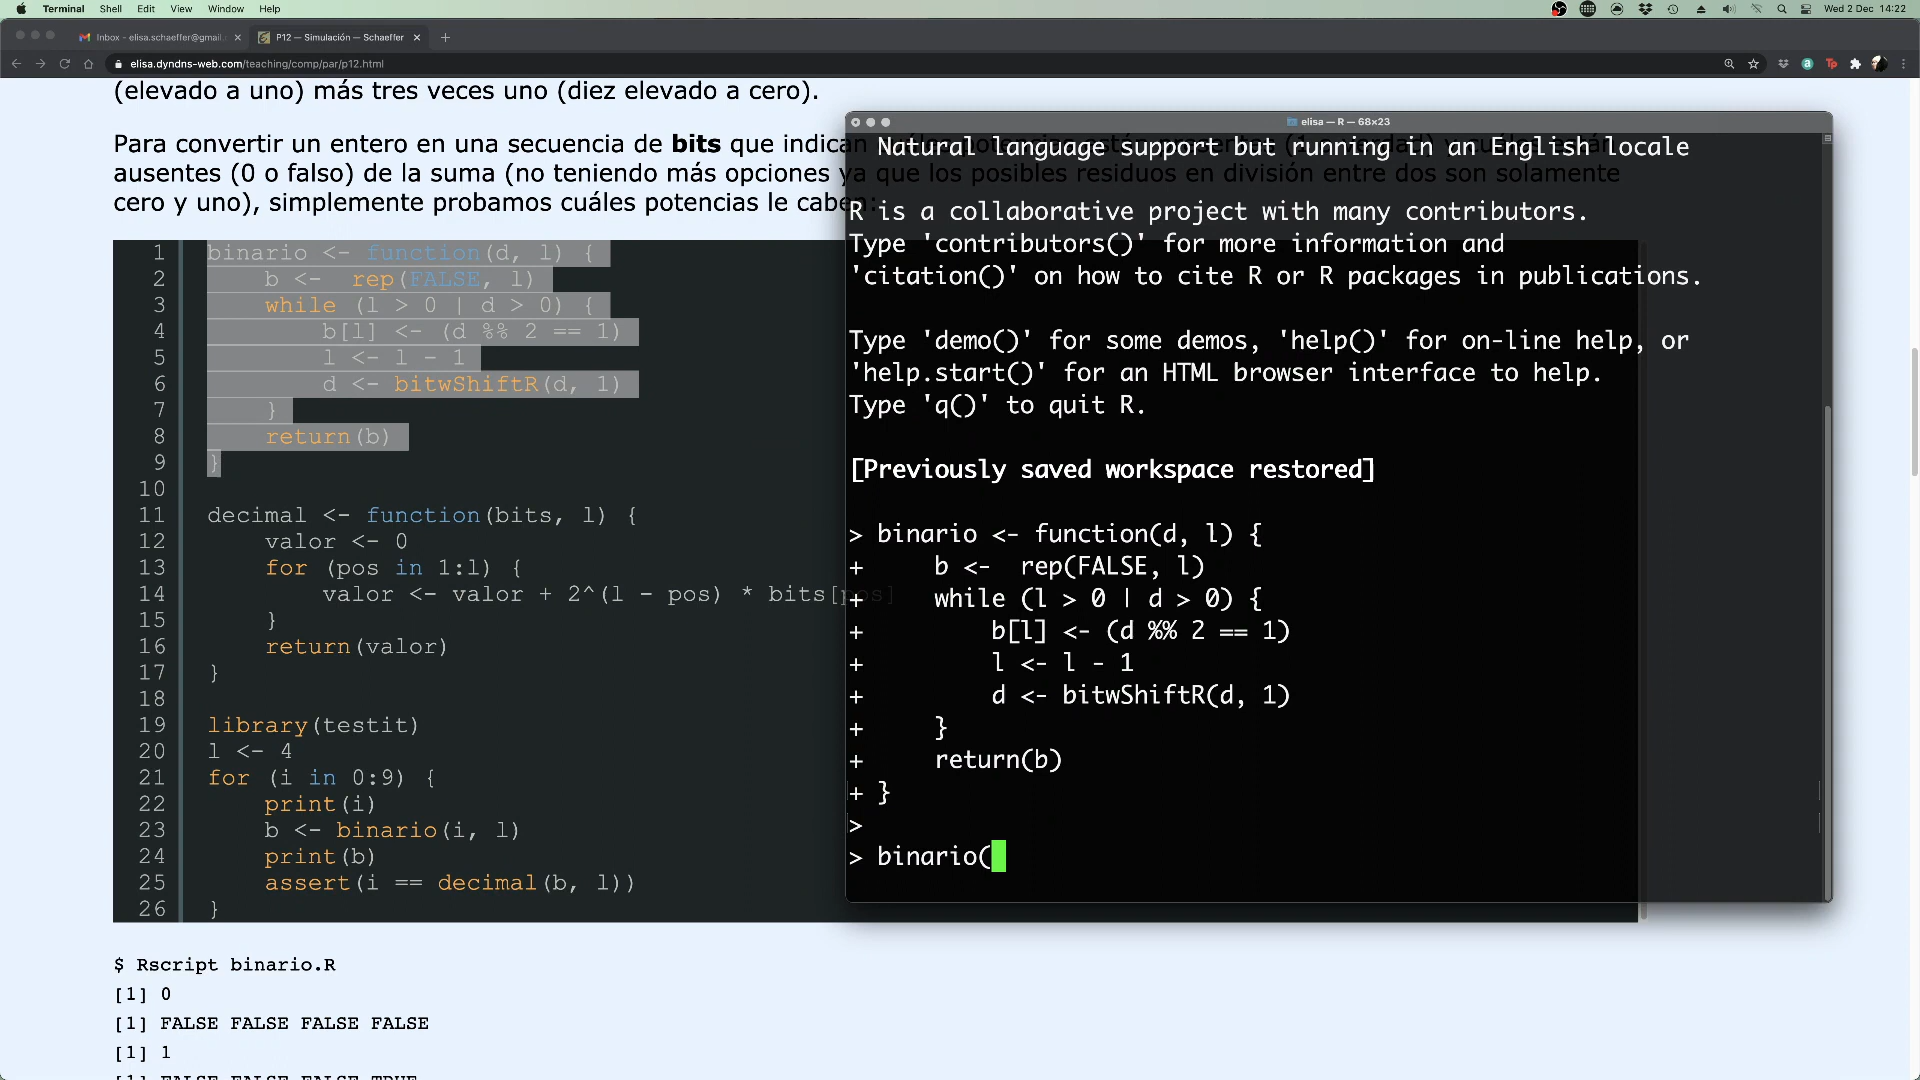 Terminal Shell Edit View Window Help
Wed 2 Dec 14:22
Inbox - elisa.schaeffer@gmail.
P12 — Simulación — Schaeffer
elisa.dyndns-web.com/teaching/comp/par/p12.html
(elevado a uno) más tres veces uno (diez elevado a cero).
Para convertir un entero en una secuencia de bits que indican
ausentes (0 o falso) de la suma (no teniendo más opciones ya que los posibles residuos en división entre dos son solamente
cero y uno), simplemente probamos cuáles potencias le caben:
1 binario <- function(d, l) {
2 b <-  rep(FALSE, l)
3 while (l > 0 | d > 0) {
4 b[l] <- (d %% 2 == 1)
5 l <- l - 1
6 d <- bitwShiftR(d, 1)
7 }
8 return(b)
9 }
10
11 decimal <- function(bits, l) {
12 valor <- 0
13 for (pos in 1:l) {
14 valor <- valor + 2^(l - pos) * bits[pos]
15 }
16 return(valor)
17 }
18
19 library(testit)
20 l <- 4
21 for (i in 0:9) {
22 print(i)
23 b <- binario(i, l)
24 print(b)
25 assert(i == decimal(b, l))
26 }
$ Rscript binario.R
[1] 0
[1] FALSE FALSE FALSE FALSE
[1] 1
[1] FALSE FALSE FALSE TRUE
elisa — R — 68×23
Natural language support but running in an English locale
R is a collaborative project with many contributors.
Type 'contributors()' for more information and
'citation()' on how to cite R or R packages in publications.
Type 'demo()' for some demos, 'help()' for on-line help, or
'help.start()' for an HTML browser interface to help.
Type 'q()' to quit R.
[Previously saved workspace restored]
> binario <- function(d, l) {
+ b <-  rep(FALSE, l)
+ while (l > 0 | d > 0) {
+ b[l] <- (d %% 2 == 1)
+ l <- l - 1
+ d <- bitwShiftR(d, 1)
+ }
+ return(b)
+ }
>
> binario(